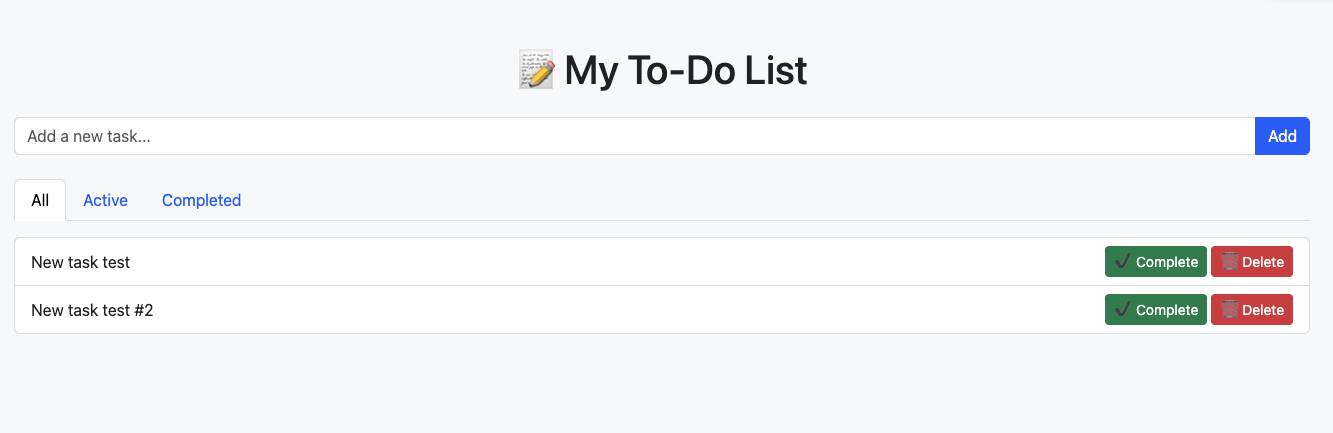 📝 My To-Do List
Add a new task...
Add
All Active Completed
New task test ✔ Complete 🗑 Delete
New task test #2 ✔ Complete 🗑 Delete